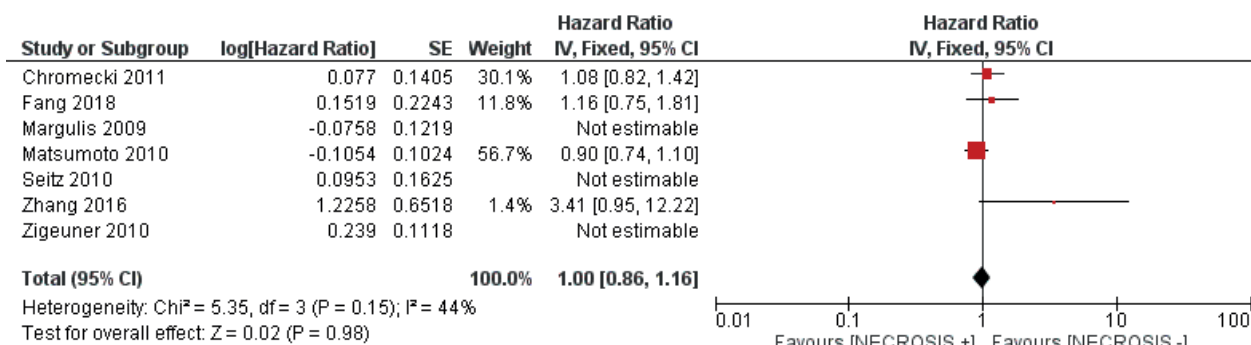 Hazard Ratio Hazard Ratio
Study or Subgroup log[Hazard Ratio] SE Weight IV, Fixed, 95% CI IV, Fixed, 95% CI
Chromecki 2011 0.077 0.1405 30.1% 1.08 [0.82, 1.42]
Fang 2018 0.1519 0.2243 11.8% 1.16 [0.75, 1.81]
Margulis 2009 -0.0758 0.1219 Not estimable
Matsumoto 2010 -0.1054 0.1024 56.7% 0.90 [0.74, 1.10]
Seitz 2010 0.0953 0.1625 Not estimable
Zhang 2016 1.2258 0.6518 1.4% 3.41 [0.95, 12.22]
Zigeuner 2010 0.239 0.1118 Not estimable
Total (95% CI) 100.0% 1.00 [0.86, 1.16]
Heterogeneity: Chi² = 5.35, df = 3 (P = 0.15); I² = 44%
Test for overall effect: Z = 0.02 (P = 0.98)
0.01 0.1 1 10 100
Favours [NECROSIS +] Favours [NECROSIS -]